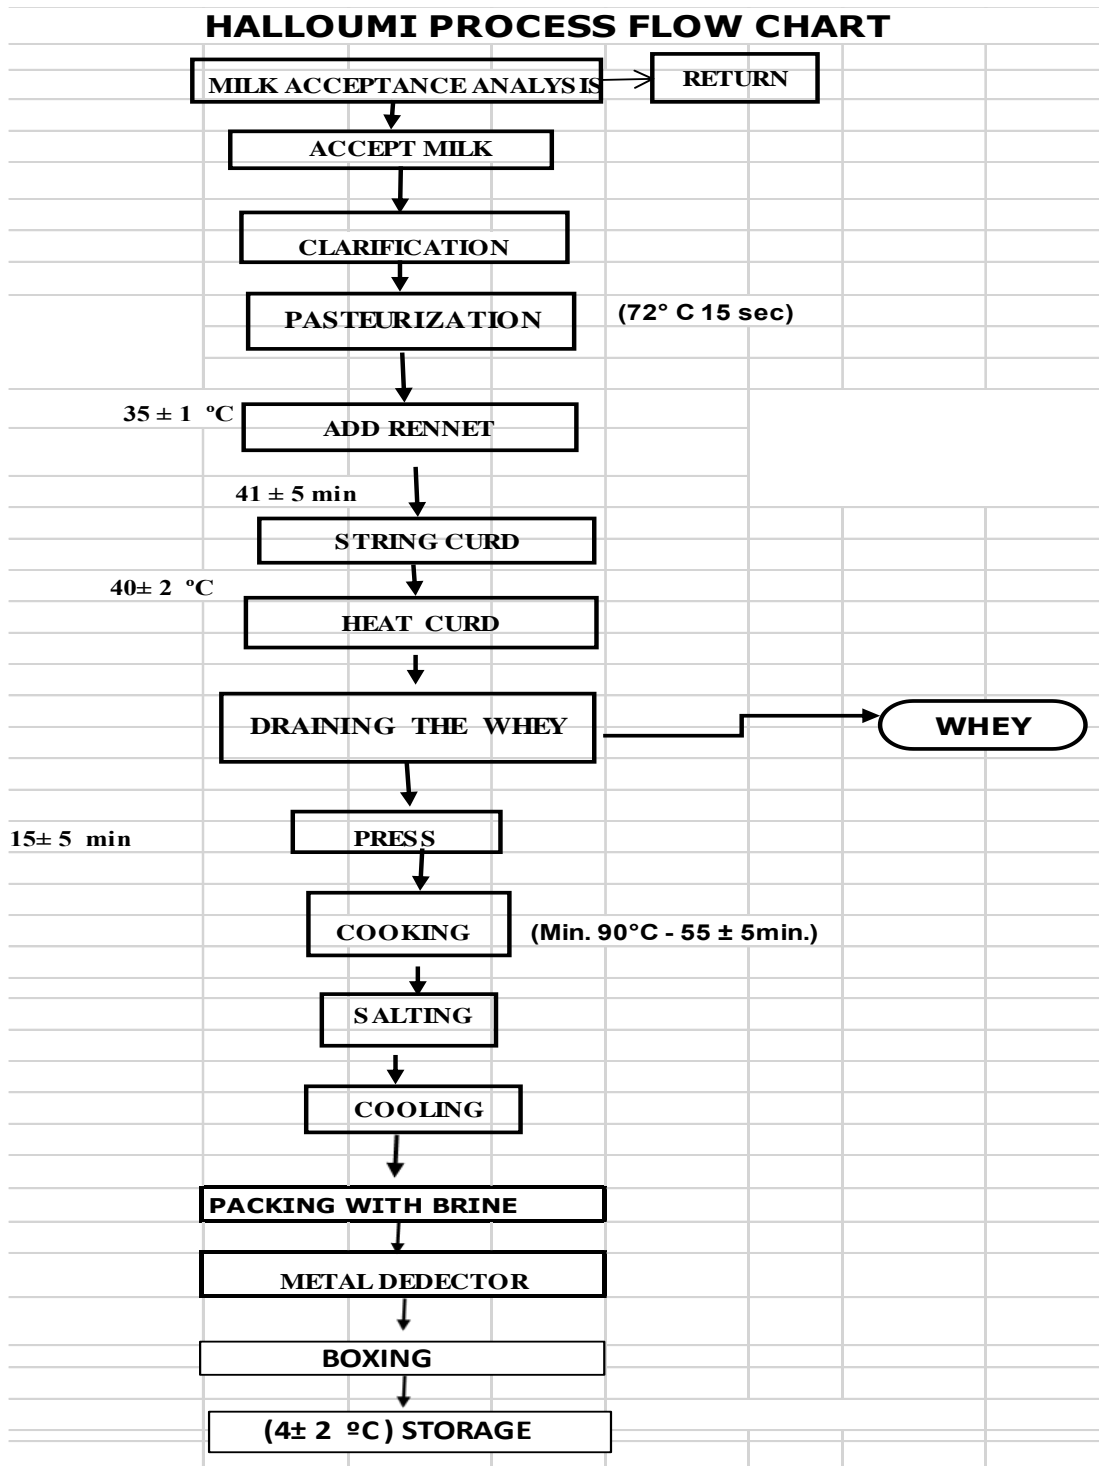 HALLOUMI PROCESS FLOW CHART
MILK ACCEPTANCE ANALYSIS
RETURN
ACCEPT MILK
CLARIFICATION
PASTEURIZATION
(72° C 15 sec)
35 ± 1 ºC
ADD RENNET
41 ± 5 min
STRING CURD
40± 2 ºC
HEAT CURD
DRAINING THE WHEY
WHEY
15± 5 min
PRESS
COOKING
(Min. 90°C - 55 ± 5min.)
SALTING
COOLING
PACKING WITH BRINE
METAL DEDECTOR
BOXING
(4± 2 ºC) STORAGE